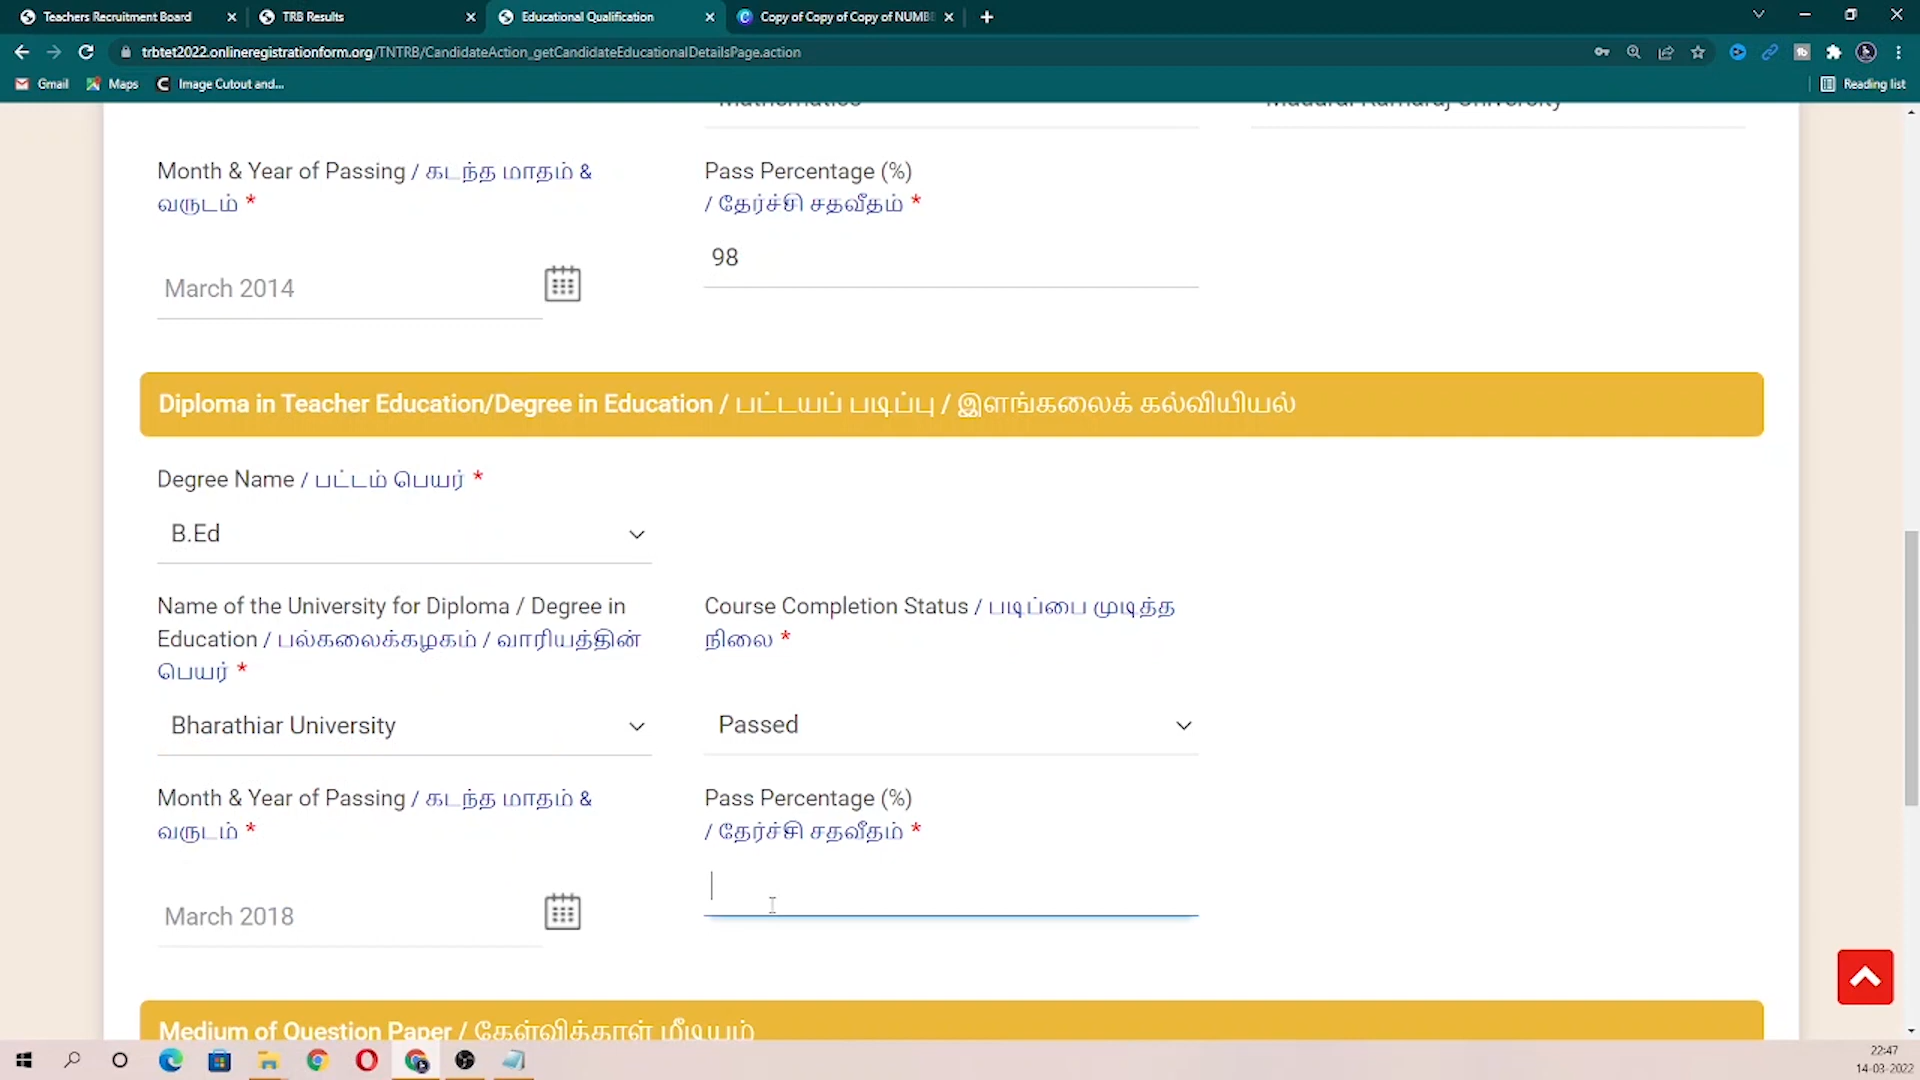 Teachers Recruitment Board
TRB Results
Educational Qualification
Copy of Copy of Copy of NUMB
trbtet2022.onlineregistrationform.org/TNTRB/CandidateAction_getCandidateEducationalDetailsPage.action
Gmail
Maps
Image Cutout and...
Reading list
Mathematics
Madurai Kamaraj University
Month & Year of Passing / கடந்த மாதம் &
வருடம் *
Pass Percentage (%)
/ தேர்ச்சி சதவீதம் *
March 2014
98
Diploma in Teacher Education/Degree in Education / பட்டயப் படிப்பு / இளங்கலைக் கல்வியியல்
Degree Name / பட்டம் பெயர் *
B.Ed
Name of the University for Diploma / Degree in
Education / பல்கலைக்கழகம் / வாரியத்தின்
பெயர் *
Course Completion Status / படிப்பை முடித்த
நிலை *
Bharathiar University
Passed
Month & Year of Passing / கடந்த மாதம் &
வருடம் *
Pass Percentage (%)
/ தேர்ச்சி சதவீதம் *
March 2018
Medium of Question Paper / கேள்வித்தாள் மீடியம்
22:47
14-03-2022